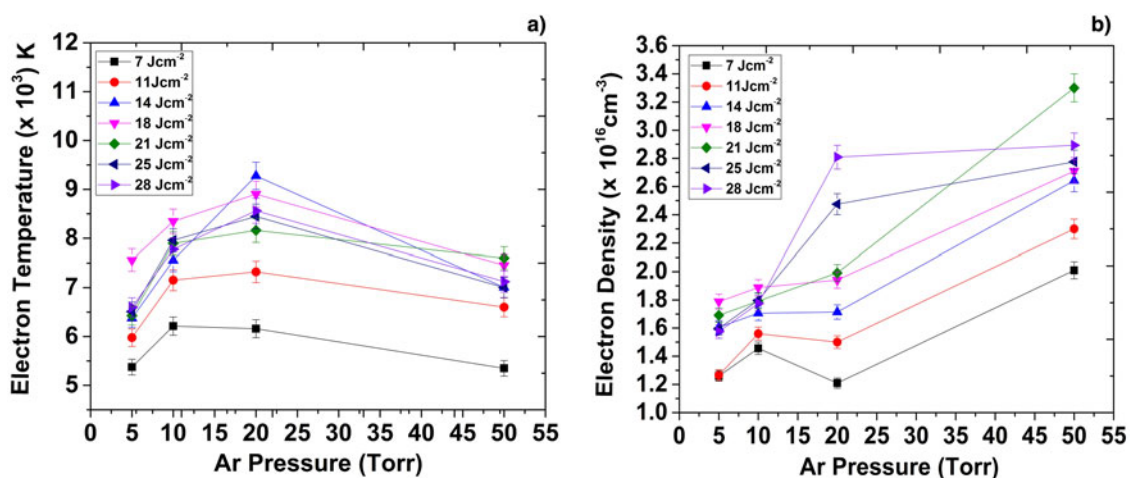 a)
12
11
10
9
8
7
6
5
Electron Temperature (x 10³) K
7 Jcm⁻²
11Jcm⁻²
14 Jcm⁻²
18 Jcm⁻²
21 Jcm⁻²
25 Jcm⁻²
28 Jcm⁻²
0 5 10 15 20 25 30 35 40 45 50 55
Ar Pressure (Torr)
b)
3.6
3.4
3.2
3.0
2.8
2.6
2.4
2.2
2.0
1.8
1.6
1.4
1.2
1.0
Electron Density (x 10¹⁶cm⁻³)
7 Jcm⁻²
11Jcm⁻²
14 Jcm⁻²
18 Jcm⁻²
21 Jcm⁻²
25 Jcm⁻²
28 Jcm⁻²
0 5 10 15 20 25 30 35 40 45 50 55
Ar Pressure (Torr)